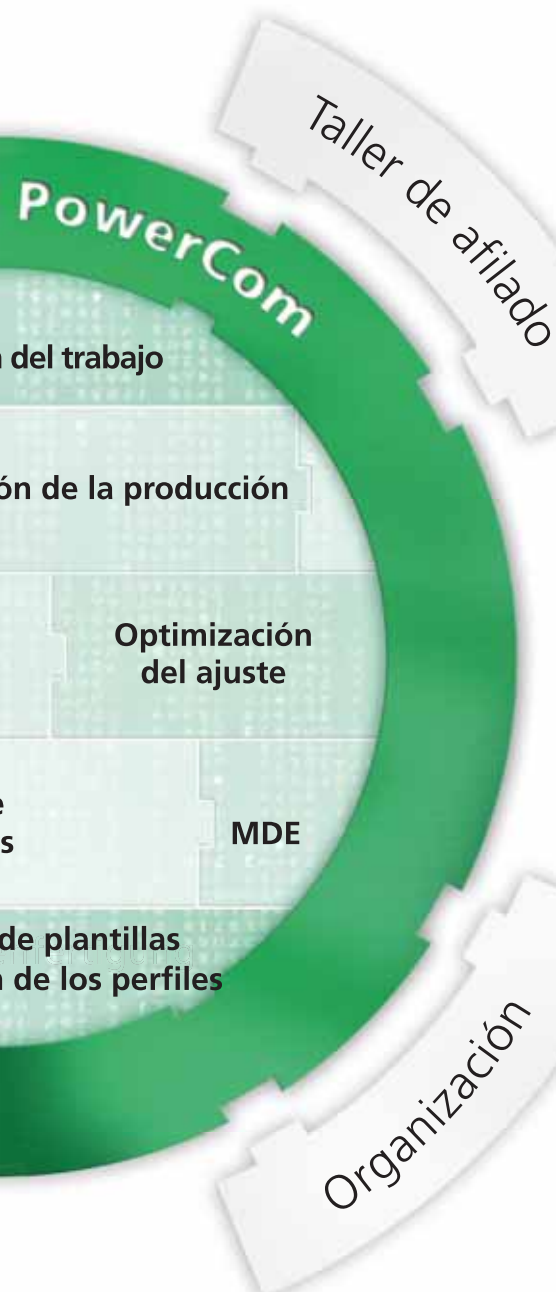 Taller de afilado
PowerCom
del trabajo
ón de la producción
Optimización
del ajuste
s
MDE
de plantillas
de los perfiles
Organización